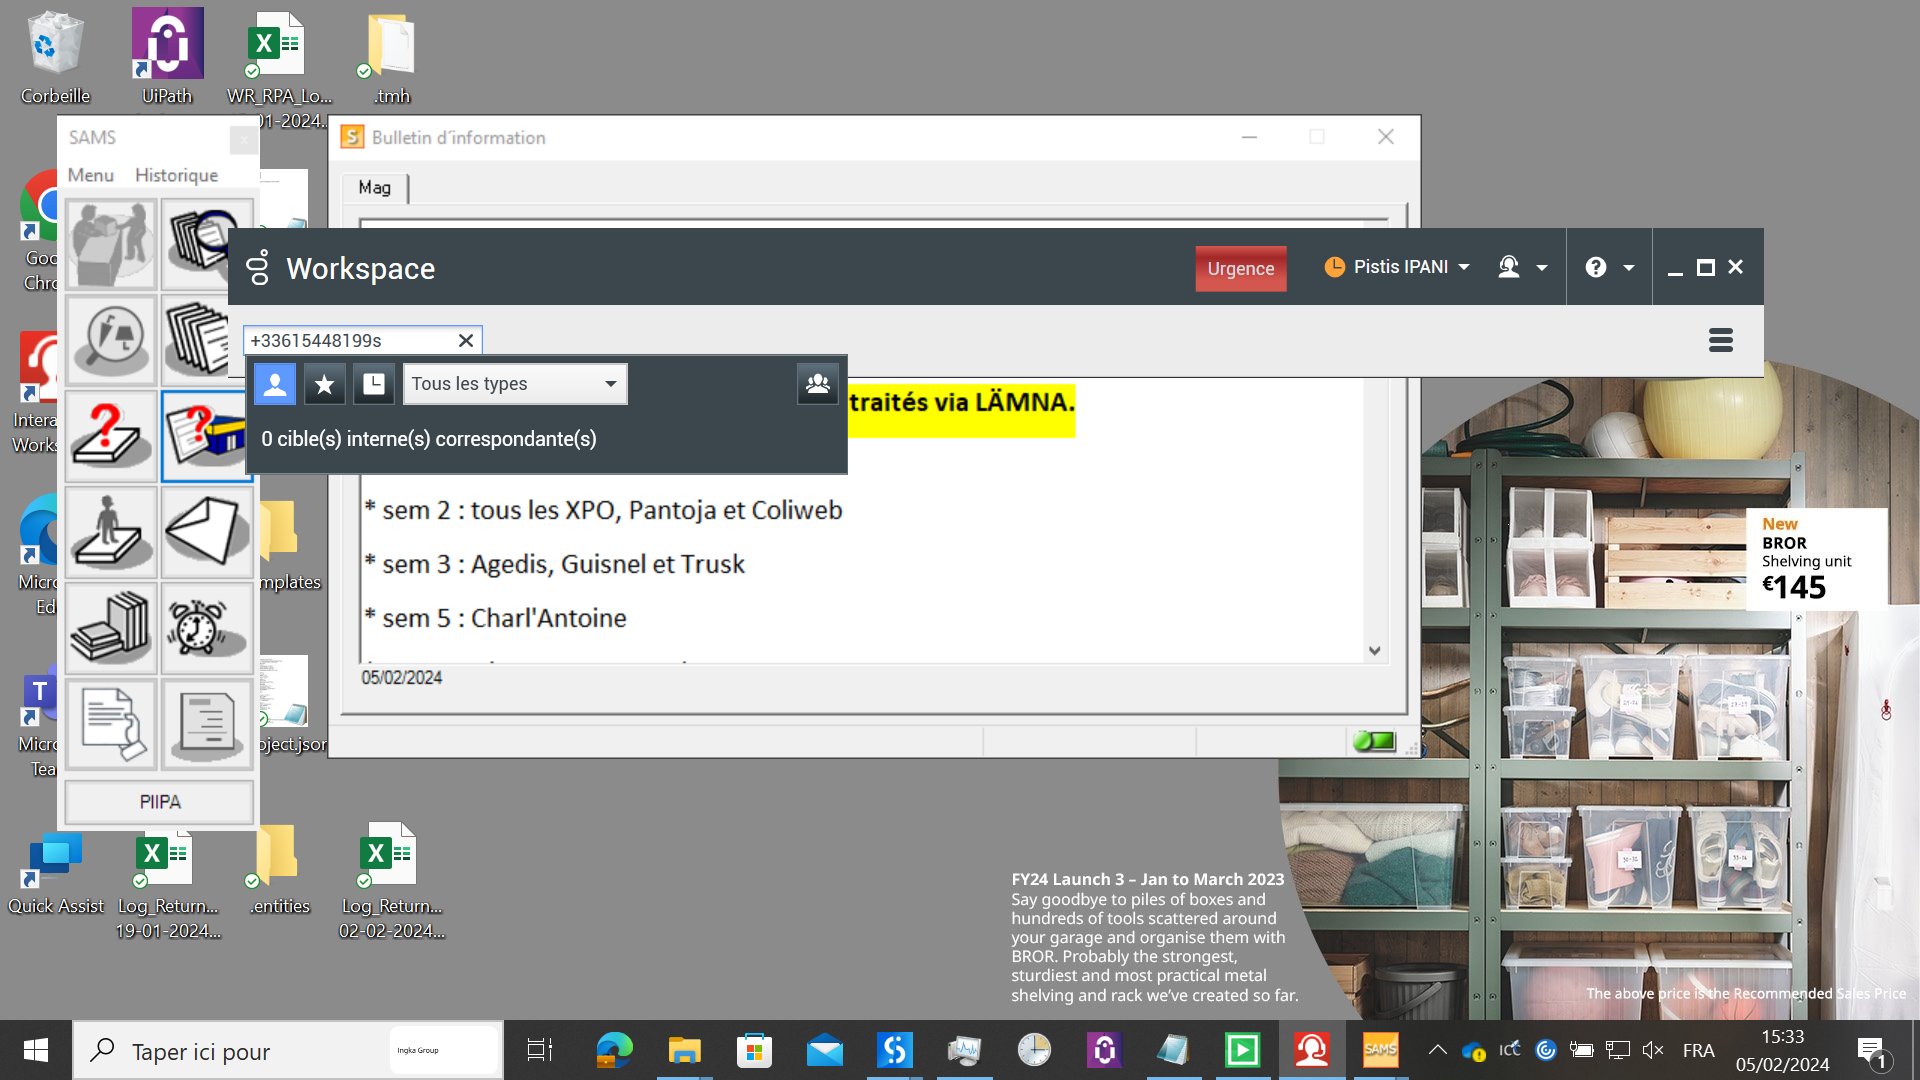 Corbeille
UiPath
WR_RPA_Lo...
01-2024...
.tmh
SAMS
Menu
Historique
PIIPA
Bulletin d´information
Mag
Workspace
Urgence
Pistis IPANI
+33615448199s
Tous les types
0 cible(s) interne(s) correspondante(s)
traités via LÄMNA.
* sem 2 : tous les XPO, Pantoja et Coliweb
* sem 3 : Agedis, Guisnel et Trusk
* sem 5 : Charl'Antoine
05/02/2024
Goo
Chro
Intera
Works
Micro
Ed
mplates
Micro
Tea
oject.json
Quick Assist
Log_Return...
19-01-2024...
.entities
Log_Return...
02-02-2024...
New
BROR
Shelving unit
€145
FY24 Launch 3 – Jan to March 2023
Say goodbye to piles of boxes and
hundreds of tools scattered around
your garage and organise them with
BROR. Probably the strongest,
sturdiest and most practical metal
shelving and rack we've created so far.
The above price is the Recommended Sales Price
Taper ici pour
Ingka Group
SAMS
FRA
15:33
05/02/2024
1